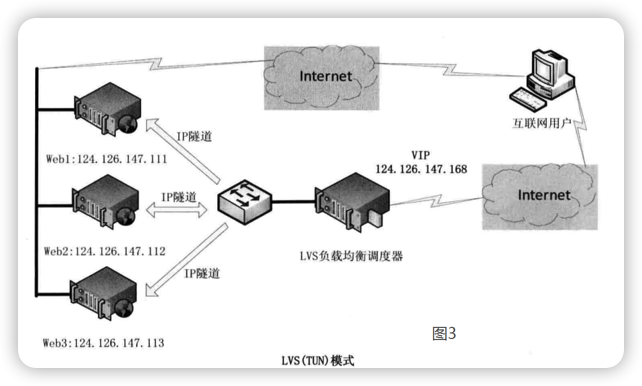 Internet
互联网用户
IP隧道
Web1:124.126.147.111
VIP
124.126.147.168
IP隧道
Internet
Web2:124.126.147.112
LVS负载均衡调度器
IP隧道
Web3:124.126.147.113
图3
LVS(TUN)模式